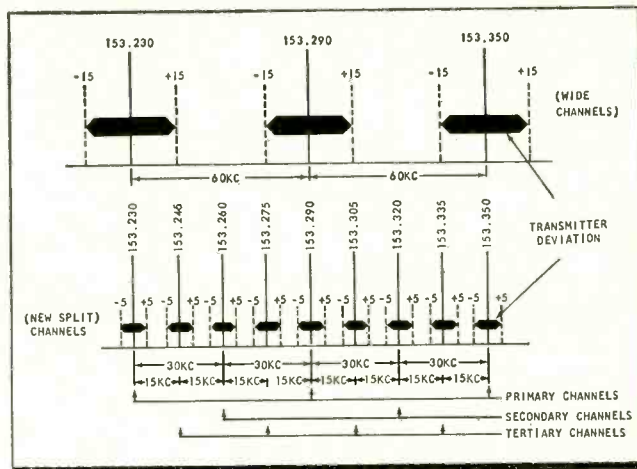 153.230 153.290 153.350
-15 +15 -15 +15 -15 +15
(WIDE CHANNELS)
60KC 60KC
153.230 153.246 153.260 153.275 153.290 153.305 153.320 153.335 153.350
TRANSMITTER DEVIATION
(NEW SPLIT) CHANNELS
-5 +5 -5 +5 -5 +5 -5 +5 -5 +5 -5 +5 -5 +5 -5 +5 -5 +5
30KC 30KC 30KC 30KC
15KC 15KC 15KC 15KC 15KC 15KC 15KC 15KC
PRIMARY CHANNELS
SECONDARY CHANNELS
TERTIARY CHANNELS